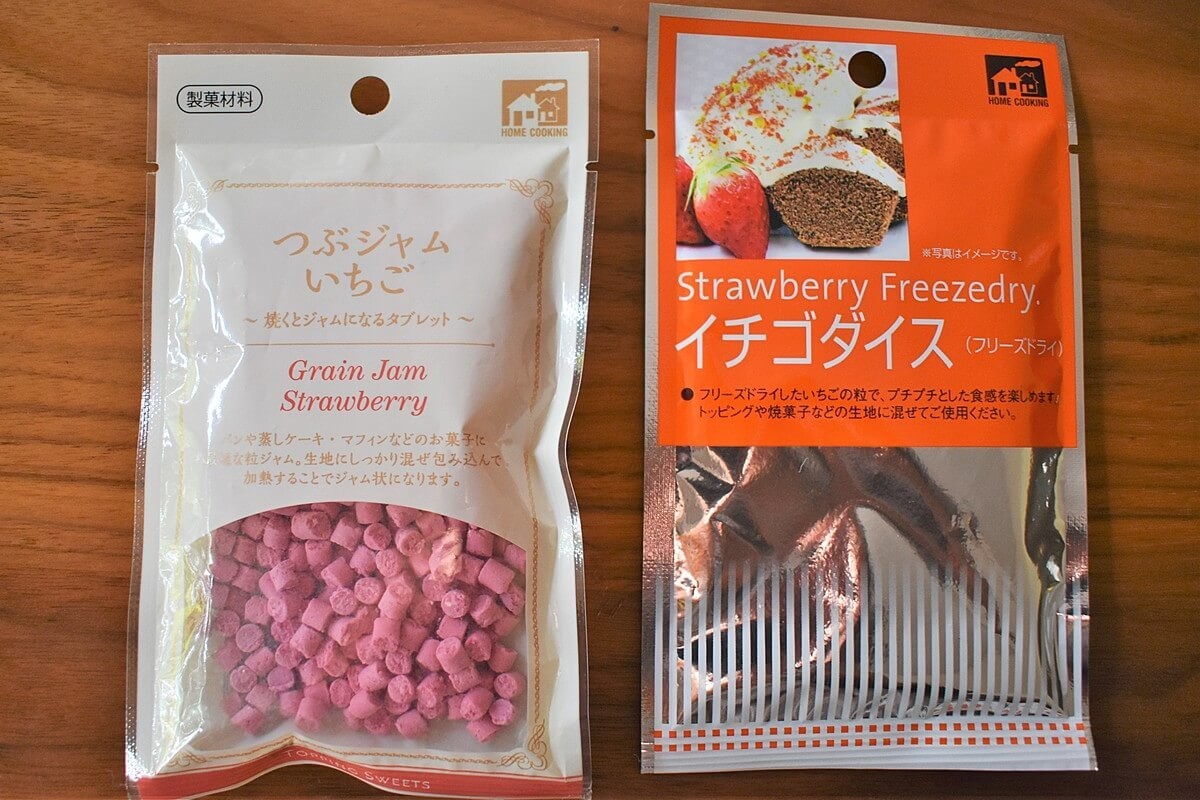 製菓材料
HOME COOKING
つぶジャム
いちご
～焼くとジャムになるタブレット～
Grain Jam
Strawberry
や蒸しケーキ・マフィンなどのお菓子に
な粒ジャム。生地にしっかり混ぜ包み込んで
加熱することでジャム状になります。
TOPPING SWEETS
HOME COOKING
※写真はイメージです。
Strawberry Freezedry.
イチゴダイス（フリーズドライ）
●フリーズドライしたいちごの粒で、プチプチとした食感を楽しめます。
トッピングや焼菓子などの生地に混ぜてご使用ください。